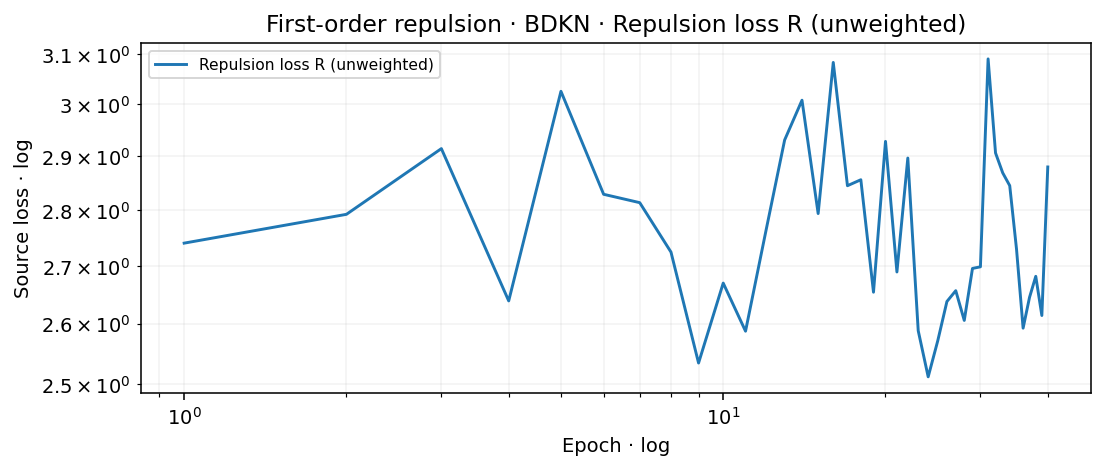 First-order repulsion · BDKN · Repulsion loss R (unweighted)
Repulsion loss R (unweighted)
Source loss · log
3.1 × 10⁰
3 × 10⁰
2.9 × 10⁰
2.8 × 10⁰
2.7 × 10⁰
2.6 × 10⁰
2.5 × 10⁰
10⁰ 10¹
Epoch · log